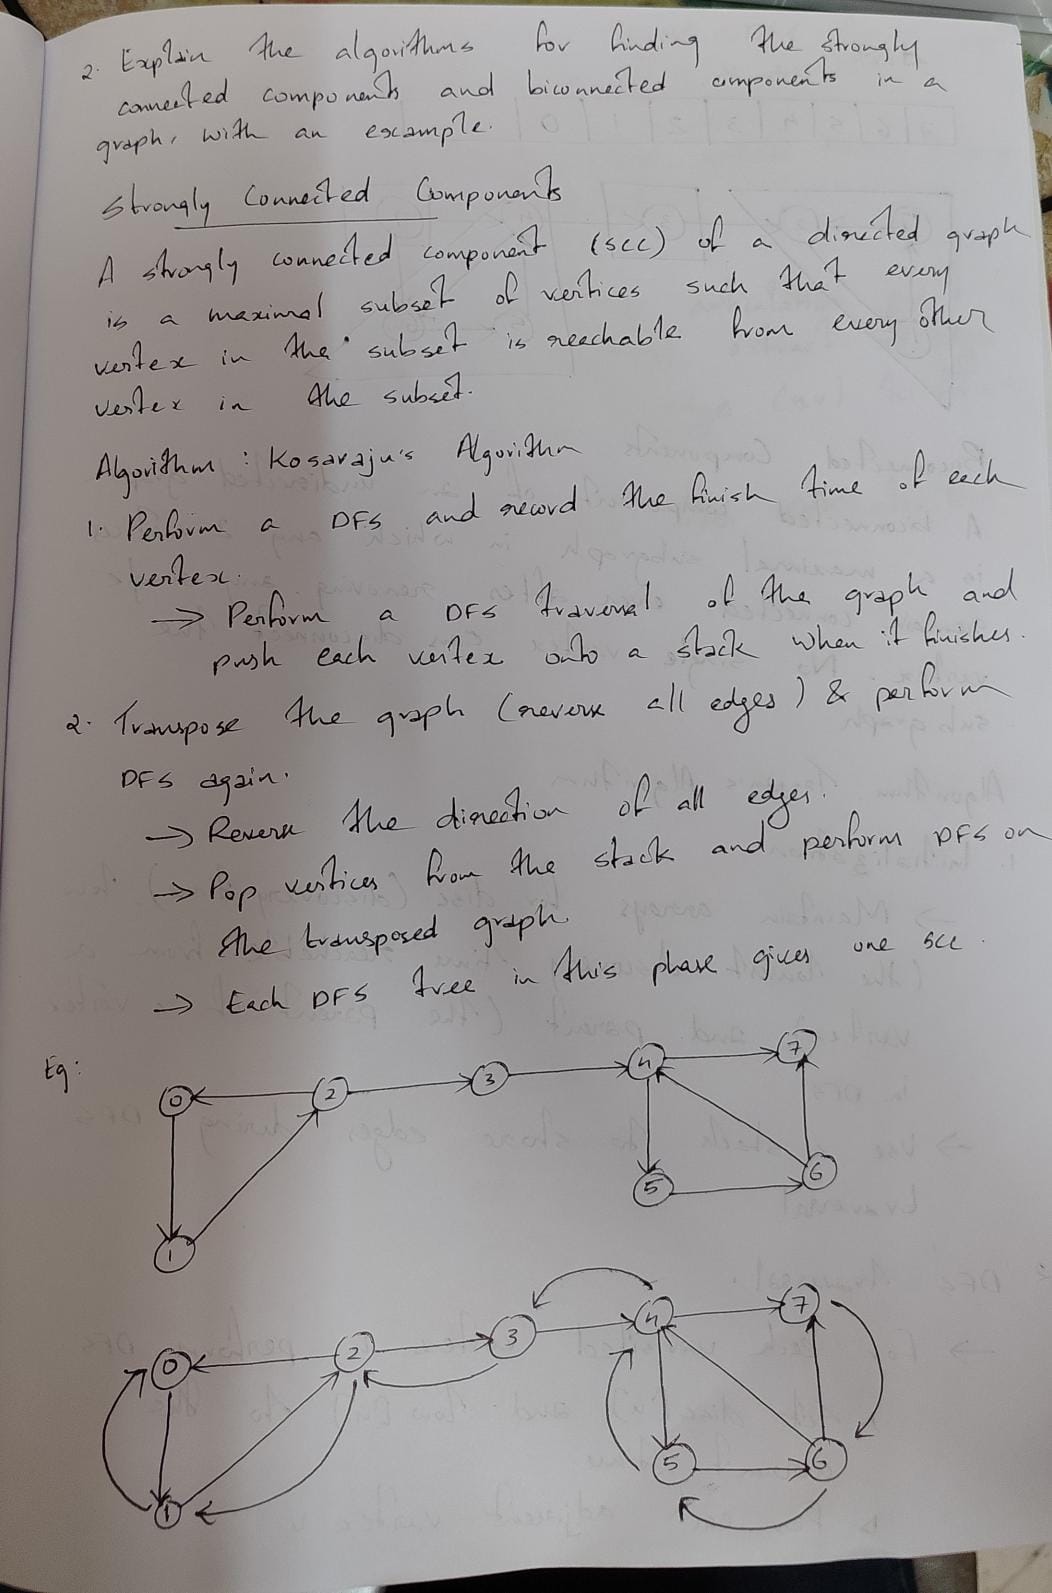 2. Explain the algorithms for finding the strongly
connected components and biconnected components in a
graph, with an example.
Strongly Connected Components
A strongly connected component (SCC) of a directed graph
is a maximal subset of vertices such that every
vertex in the subset is reachable from every other
vertex in the subset.
Algorithm : Kosaraju's Algorithm
1. Perform a DFS and record the finish time of each
vertex.
→ Perform a DFS traversal of the graph and
push each vertex onto a stack when it finishes.
2. Transpose the graph (reverse all edges) & perform
DFS again.
→ Reverse the direction of all edges.
→ Pop vertices from the stack and perform DFS on
the transposed graph.
→ Each DFS tree in this phase gives one SCC.
Eg:
0 2 3 4 7
5 6
1
0 2 3 4 7
5 6
1